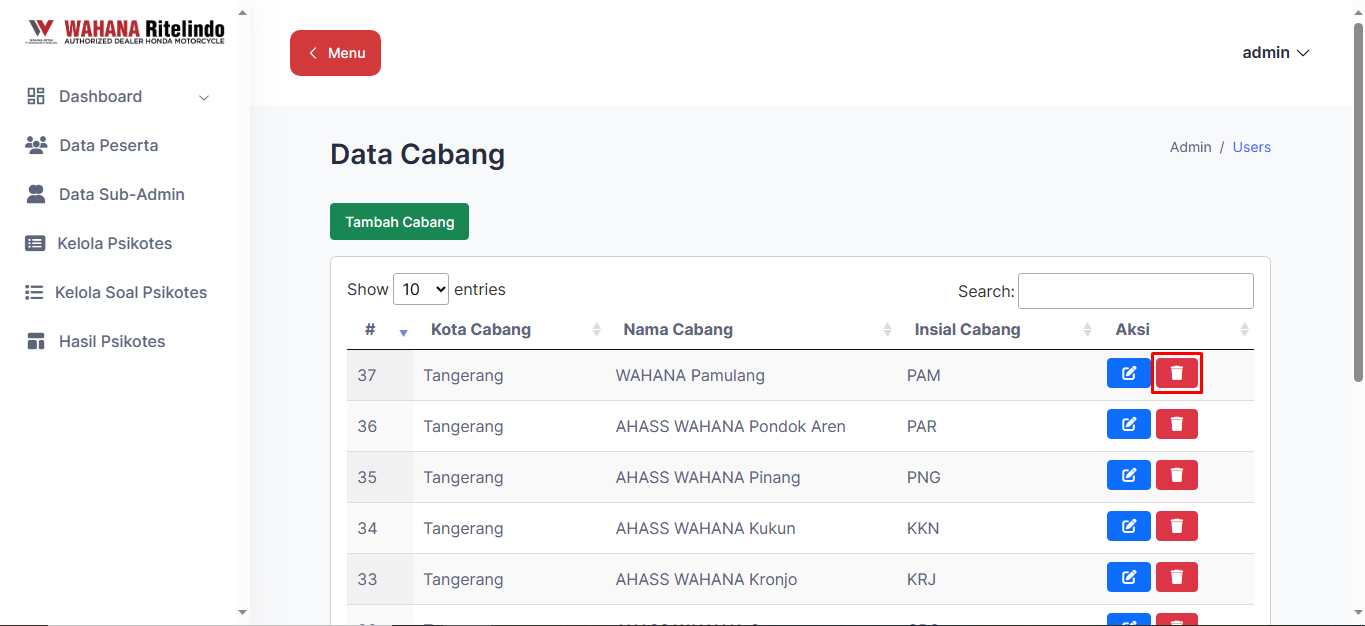 WAHANA Ritelindo
AUTHORIZED DEALER HONDA MOTORCYCLE
Dashboard
Data Peserta
Data Sub-Admin
Kelola Psikotes
Kelola Soal Psikotes
Hasil Psikotes
Menu
admin
Data Cabang
Admin / Users
Tambah Cabang
Show 10 entries
Search:
# Kota Cabang Nama Cabang Insial Cabang Aksi
37 Tangerang WAHANA Pamulang PAM
36 Tangerang AHASS WAHANA Pondok Aren PAR
35 Tangerang AHASS WAHANA Pinang PNG
34 Tangerang AHASS WAHANA Kukun KKN
33 Tangerang AHASS WAHANA Kronjo KRJ